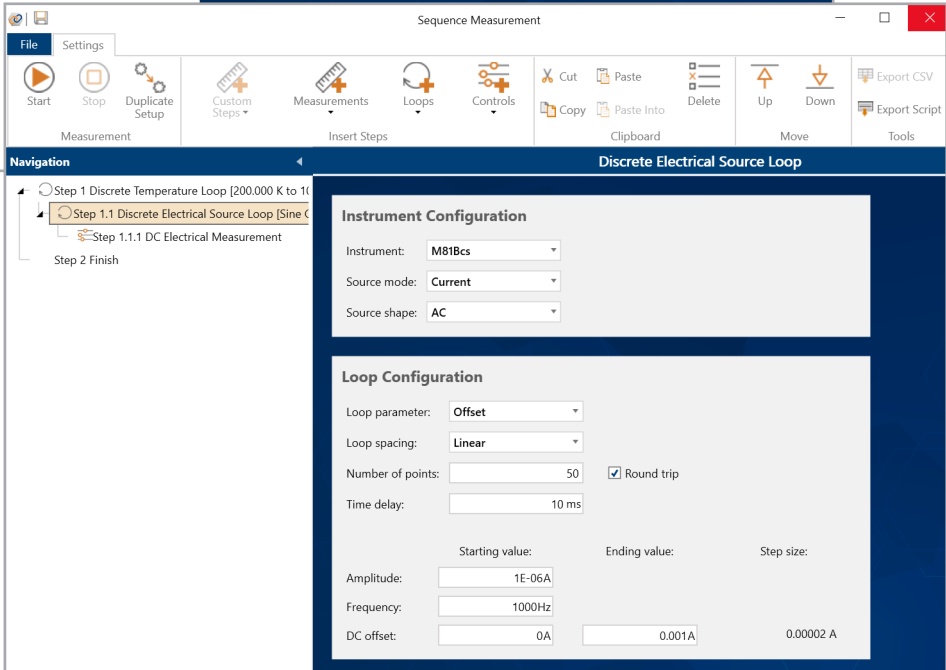 Sequence Measurement
File Settings
Start Stop Duplicate Setup Custom Steps Measurements Loops Controls Cut Paste Copy Paste Into Delete Up Down Export CSV Export Script
Measurement Insert Steps Clipboard Move Tools
Navigation
Step 1 Discrete Temperature Loop [200.000 K to 10
Step 1.1 Discrete Electrical Source Loop [Sine C
Step 1.1.1 DC Electrical Measurement
Step 2 Finish
Discrete Electrical Source Loop
Instrument Configuration
Instrument: M81Bcs
Source mode: Current
Source shape: AC
Loop Configuration
Loop parameter: Offset
Loop spacing: Linear
Number of points: 50 Round trip
Time delay: 10 ms
Starting value: Ending value: Step size:
Amplitude: 1E-06A
Frequency: 1000Hz
DC offset: 0A 0.001A 0.00002 A